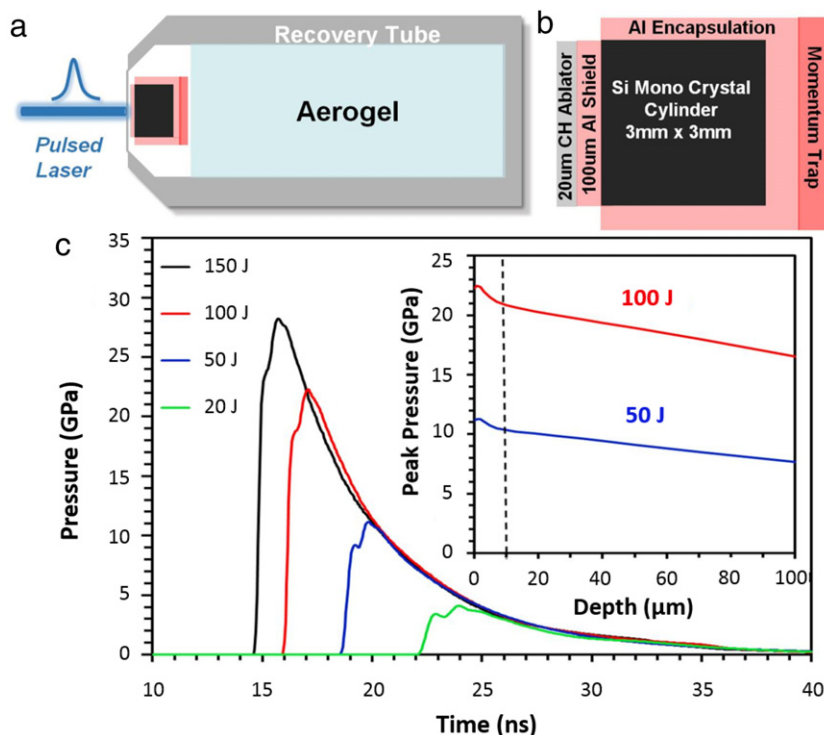 a
Recovery Tube
Aerogel
Pulsed
Laser
b
Al Encapsulation
20um CH Ablator
100um Al Shield
Si Mono Crystal
Cylinder
3mm x 3mm
Momentum Trap
c
Pressure (GPa)
35
30
25
20
15
10
5
0
150 J
100 J
50 J
20 J
10
15
20
25
30
35
40
Time (ns)
Peak Pressure (GPa)
25
20
15
10
5
0
100 J
50 J
0
20
40
60
80
100
Depth (μm)